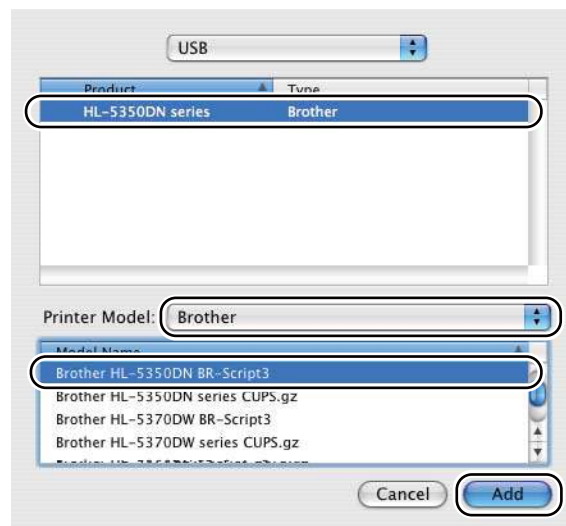 USB
Product Type
HL-5350DN series Brother
Printer Model: Brother
Model Name
Brother HL-5350DN BR-Script3
Brother HL-5350DN series CUPS.gz
Brother HL-5370DW BR-Script3
Brother HL-5370DW series CUPS.gz
Cancel Add